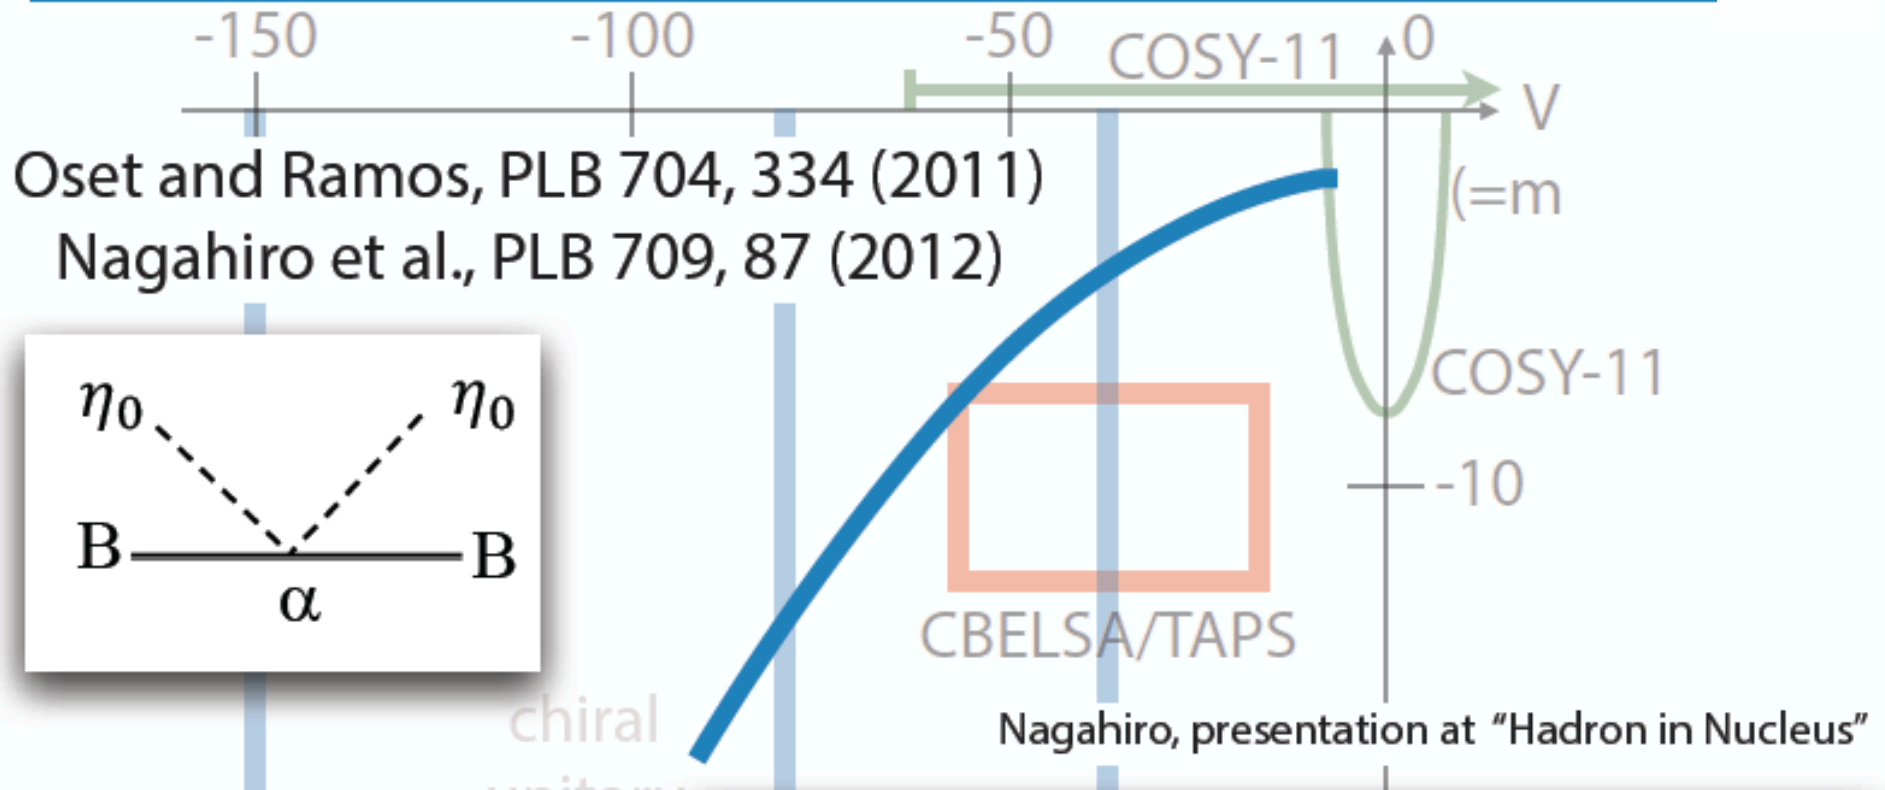 -150
-100
-50
COSY-11
0
V
Oset and Ramos, PLB 704, 334 (2011)
(=m
Nagahiro et al., PLB 709, 87 (2012)
η0
η0
COSY-11
-10
B
B
α
CBELSA/TAPS
chiral
Nagahiro, presentation at “Hadron in Nucleus”